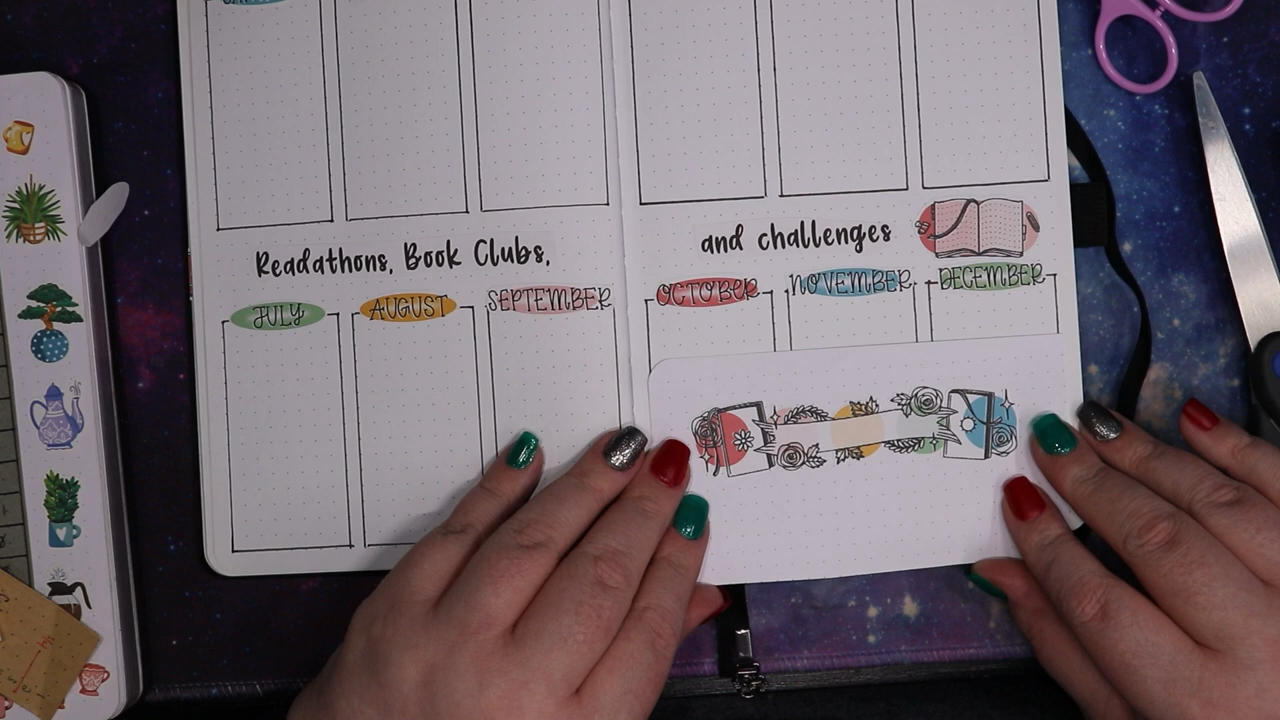 Readathons, Book Clubs,
and challenges
JULY
AUGUST
SEPTEMBER
OCTOBER
NOVEMBER
DECEMBER